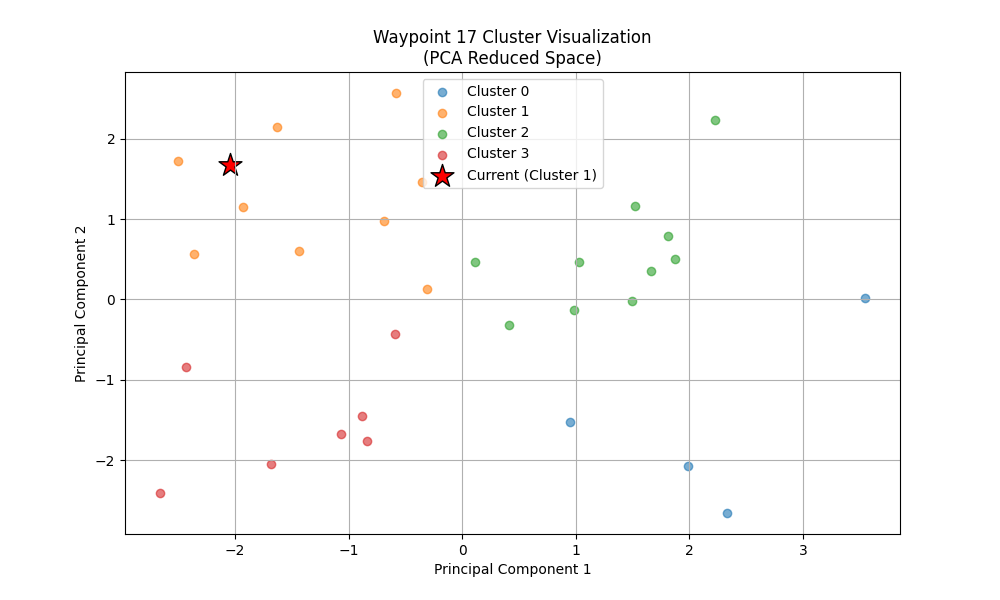 Waypoint 17 Cluster Visualization
(PCA Reduced Space)
Cluster 0
Cluster 1
Cluster 2
Cluster 3
Current (Cluster 1)
Principal Component 2
2
1
0
−1
−2
−2
−1
0
1
2
3
Principal Component 1